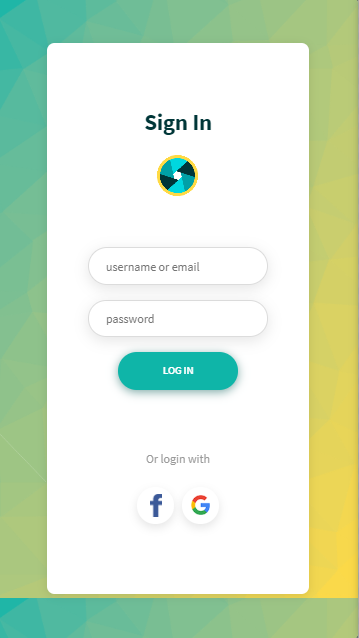 Sign In
username or email
password
LOG IN
Or login with